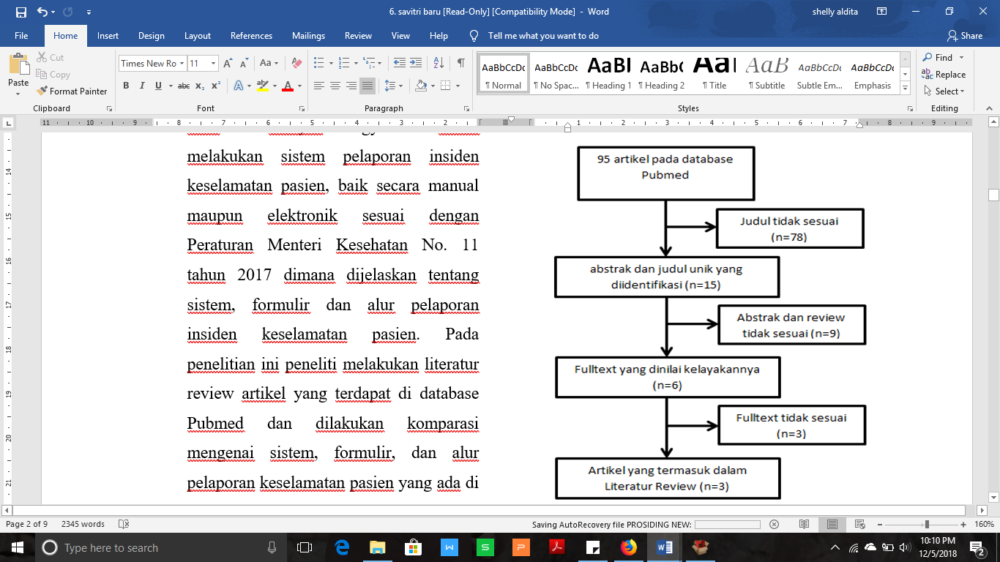 6. savitri baru [Read-Only] [Compatibility Mode] - Word
shelly aldita
File Home Insert Design Layout References Mailings Review View Help Tell me what you want to do Share
Paste
Cut
Copy
Format Painter
Clipboard
Times New Ro 11
Font
Paragraph
AaBbCcDc AaBbCcDc AaBl AaBb( AaI AaB AaBbCcDc AaBbCcDc
¶ Normal ¶ No Spac... ¶ Heading 1 ¶ Heading 2 ¶ Title ¶ Subtitle Subtle Em... Emphasis
Styles
Find
Replace
Select
Editing
melakukan sistem pelaporan insiden
keselamatan pasien, baik secara manual
maupun elektronik sesuai dengan
Peraturan Menteri Kesehatan No. 11
tahun 2017 dimana dijelaskan tentang
sistem, formulir dan alur pelaporan
insiden keselamatan pasien. Pada
penelitian ini peneliti melakukan literatur
review artikel yang terdapat di database
Pubmed dan dilakukan komparasi
mengenai sistem, formulir, dan alur
pelaporan keselamatan pasien yang ada di
95 artikel pada database
Pubmed
Judul tidak sesuai
(n=78)
abstrak dan judul unik yang
diidentifikasi (n=15)
Abstrak dan review
tidak sesuai (n=9)
Fulltext yang dinilai kelayakannya
(n=6)
Fulltext tidak sesuai
(n=3)
Artikel yang termasuk dalam
Literatur Review (n=3)
Page 2 of 9 2345 words
Saving AutoRecovery file PROSIDING NEW:
160%
Type here to search
10:10 PM
12/5/2018